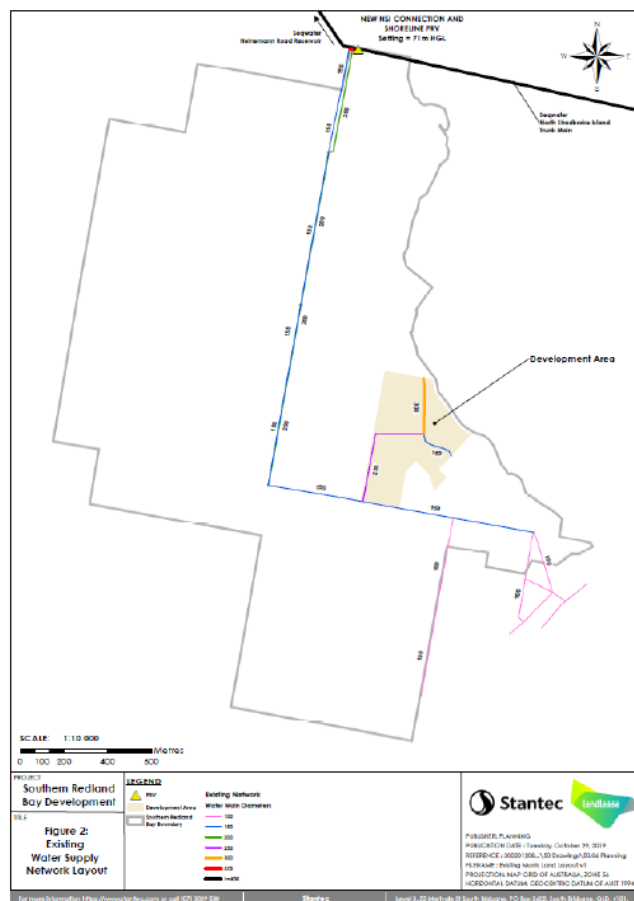 NEW NSI CONNECTION AND
SHORELINE PRV
Setting = 71m HGL
Seqwater
Heinemann Road Reservoir
N
W
E
S
Seqwater
North Stradbroke Island
Trunk Main
150
200
150
150
200
150
200
150
200
Development Area
300
150
250
150
150
100
100
100
100
SCALE: 1:10 000
0 100 200 400 600
Metres
PROJECT
Southern Redland
Bay Development
TITLE
Figure 2:
Existing
Water Supply
Network Layout
LEGEND
PRV
Development Area
Southern Redland
Bay Boundary
Existing Network
Water Main Diameters
100
150
200
250
300
375
>=600
Stantec
lendlease
PUBLISHER: PLANNING
PUBLICATION DATE : Tuesday, October 29, 2019
PROJECTION: MAP GRID OF AUSTRALIA, ZONE 56
HORIZONTAL DATUM: GEOCENTRIC DATUM OF AUST 1994
Stantec